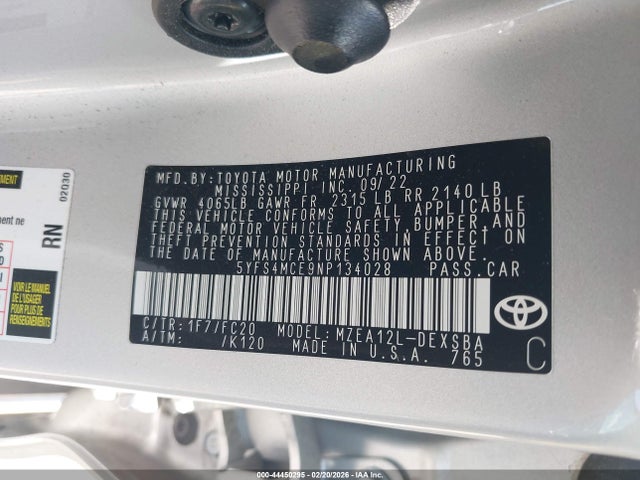 MFD.BY:TOYOTA MOTOR MANUFACTURING
MISSISSIPPI INC. 09/22
GVWR 4065LB GAWR FR 2315 LB RR 2140 LB
THIS VEHICLE CONFORMS TO ALL APPLICABLE
FEDERAL MOTOR VEHICLE SAFETY, BUMPER, AND
THEFT PREVENTION STANDARDS IN EFFECT ON
THE DATE OF MANUFACTURE SHOWN ABOVE.
5YFS4MCE9NP134028 PASS.CAR
C/TR: 1F7/FC20 MODEL: MZEA12L-DEXSBA
A/TM: /K120 MADE IN U.S.A. 765
C
02030
RN
VOIR LE MANUEL
DE L'USAGER
POUR PLUS DE
RENSEIGNEMENTS
000-44450295 - 02/20/2026 - IMPACT AUTO AUCTIONS